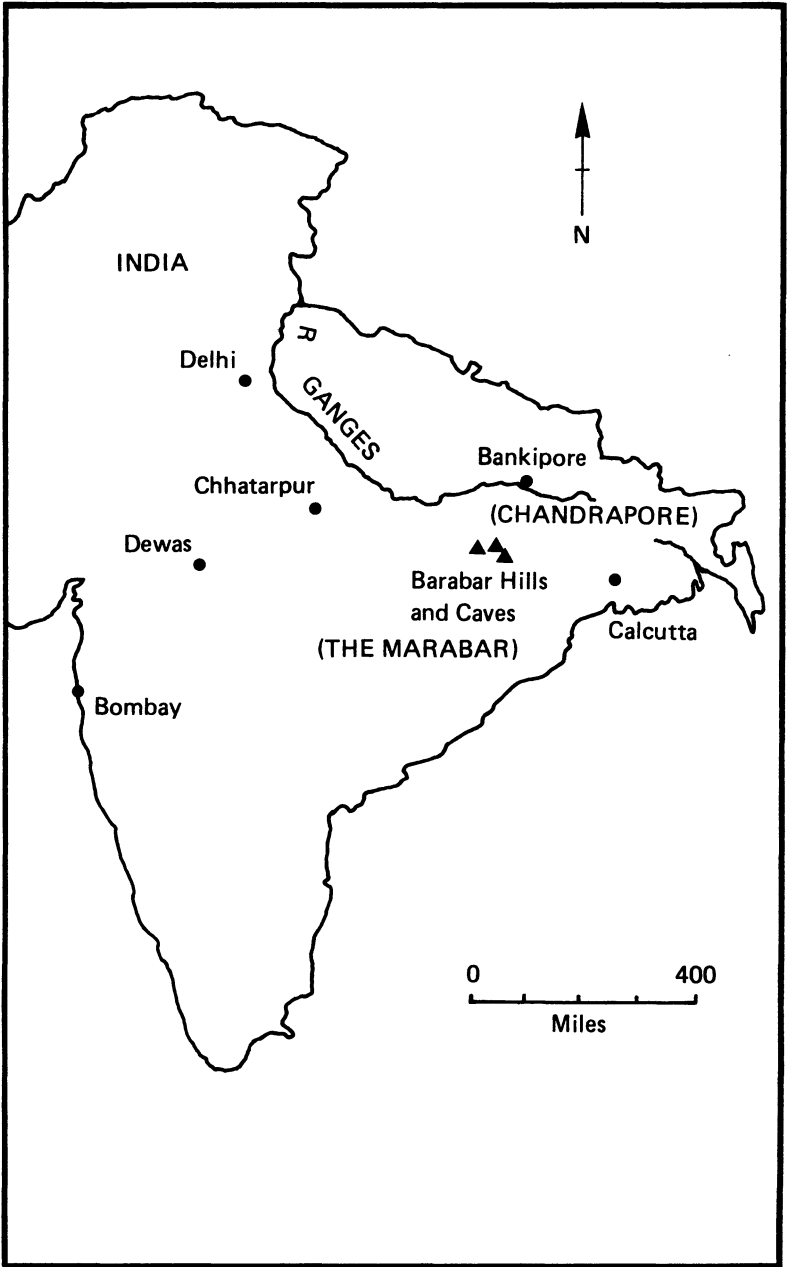 N
INDIA
R
Delhi
GANGES
Bankipore
Chhatarpur
(CHANDRAPORE)
Dewas
Barabar Hills
and Caves
Calcutta
(THE MARABAR)
Bombay
0 400
Miles